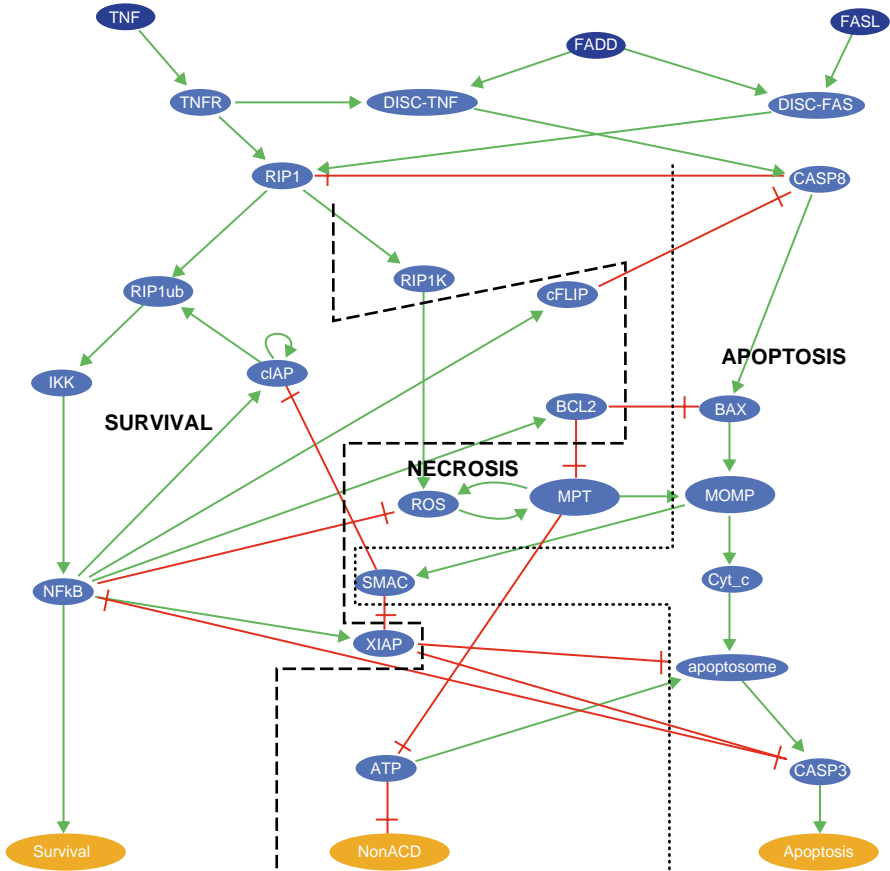 TNF
FASL
FADD
TNFR
DISC-TNF
DISC-FAS
RIP1
CASP8
RIP1K
RIP1ub
cFLIP
APOPTOSIS
cIAP
IKK
BCL2
BAX
SURVIVAL
NECROSIS
MPT
MOMP
ROS
SMAC
Cyt_c
NFkB
XIAP
apoptosome
ATP
CASP3
Survival
NonACD
Apoptosis